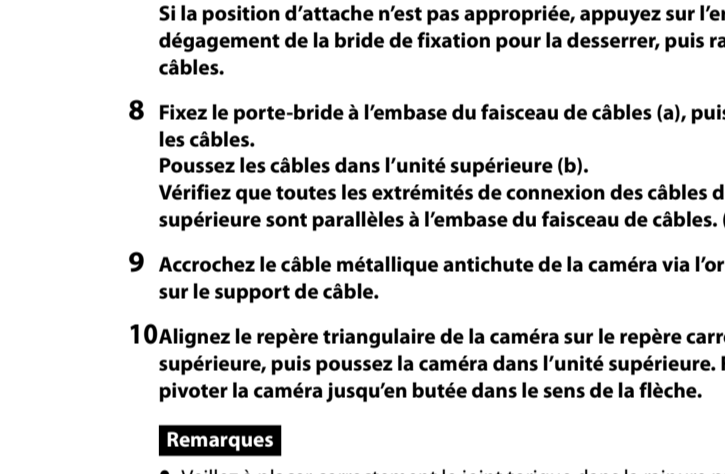 Si la position d’attache n’est pas appropriée, appuyez sur
dégagement de la bride de fixation pour la desserrer, puis
câbles.
8 Fixez le porte-bride à l’embase du faisceau de câbles (a),
les câbles.
Poussez les câbles dans l’unité supérieure (b).
Vérifiez que toutes les extrémités de connexion des câbles
supérieure sont parallèles à l’embase du faisceau de câbles.
9 Accrochez le câble métallique antichute de la caméra via
sur le support de câble.
10 Alignez le repère triangulaire de la caméra sur le repère
supérieure, puis poussez la caméra dans l’unité supérieure.
pivoter la caméra jusqu’en butée dans le sens de la flèche.
Remarques